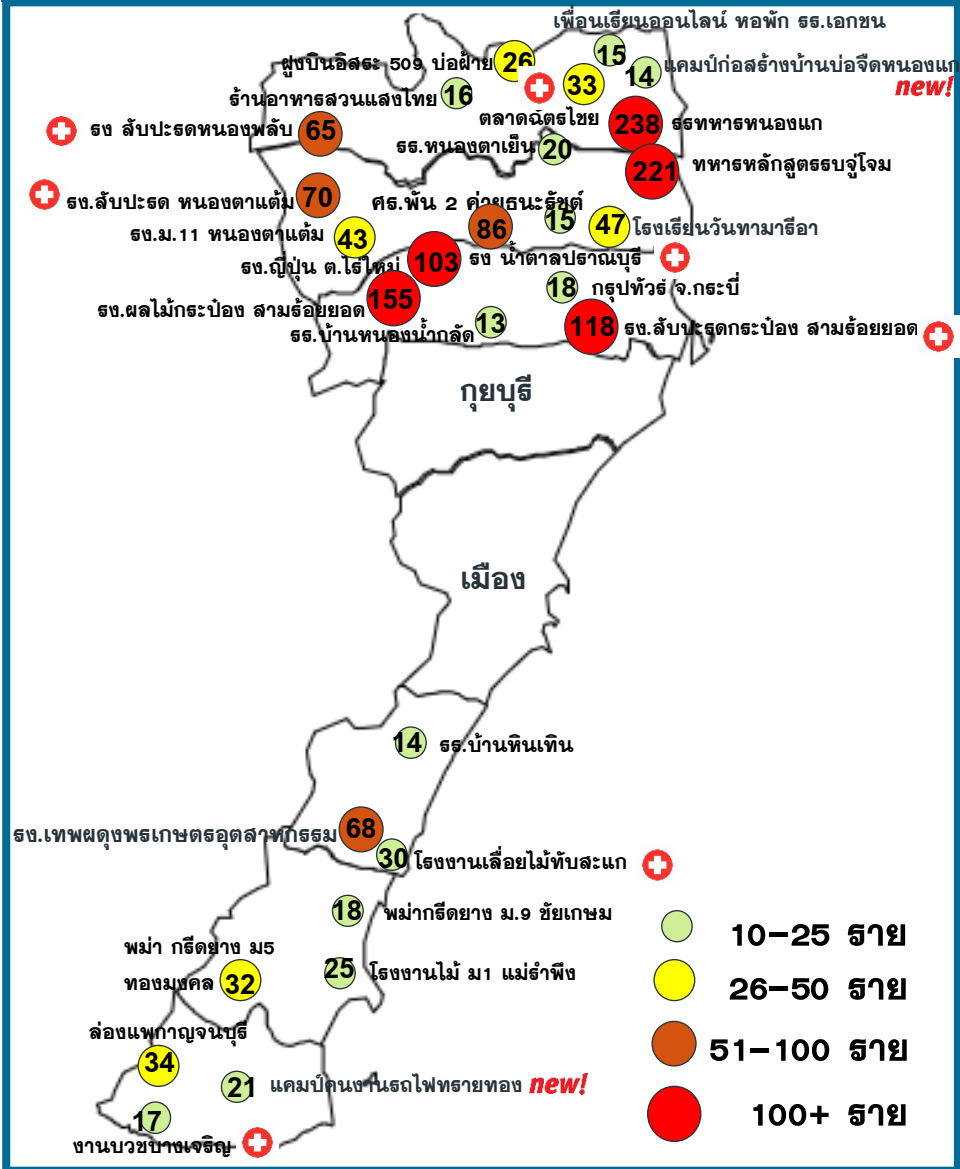 เพื่อนเรียนออนไลน์ หอพัก รร.เอกชน
15
ฝูงบินอิสระ 509 บ่อฝ้าย
26
14
แคมป์ก่อสร้างบ้านบ่อจืดหนองแก
new!
33
ร้านอาหารสวนแสงไทย
16
ตลาดฉัตรไชย
238
รร.ทหารหนองแก
รง สับปะรดหนองพลับ
65
รร.หนองตาเย็น
20
221
ทหารหลักสูตรรบจู่โจม
รง.สับปะรด หนองตาแต้ม
70
ศร.พัน 2 ค่ายธนะรัชต์
15
47
โรงเรียนวันทามารีอา
86
รง.ม.11 หนองตาแต้ม
43
รง.ญี่ปุ่น ต.ไร่ใหม่
103
รง น้ำตาลปราณบุรี
18
กรุปทัวร์ จ.กระบี่
155
รง.ผลไม้กระป๋อง สามร้อยยอด
13
รร.บ้านหนองน้ำกลัด
118
รง.สับปะรดกระป๋อง สามร้อยยอด
กุยบุรี
เมือง
14
รร.บ้านหินเทิน
รง.เทพผดุงพรเกษตรอุตสาหกรรม
68
30
โรงงานเลื่อยไม้ทับสะแก
18
พม่ากรีดยาง ม.9 ชัยเกษม
พม่า กรีดยาง ม5
ทองมงคล
32
25
โรงงานไม้ ม1 แม่รำพึง
ล่องแพกาญจนบุรี
34
21
แคมป์คนงานรถไฟทรายทอง new!
17
งานบวชบางเจริญ
10-25 ราย
26-50 ราย
51-100 ราย
100+ ราย